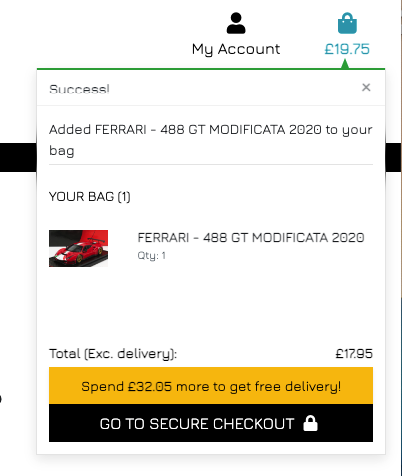 My Account
£19.75
Success!
×
Added FERRARI - 488 GT MODIFICATA 2020 to your
bag
YOUR BAG (1)
FERRARI - 488 GT MODIFICATA 2020
Qty: 1
Total (Exc. delivery): £17.95
Spend £32.05 more to get free delivery!
GO TO SECURE CHECKOUT